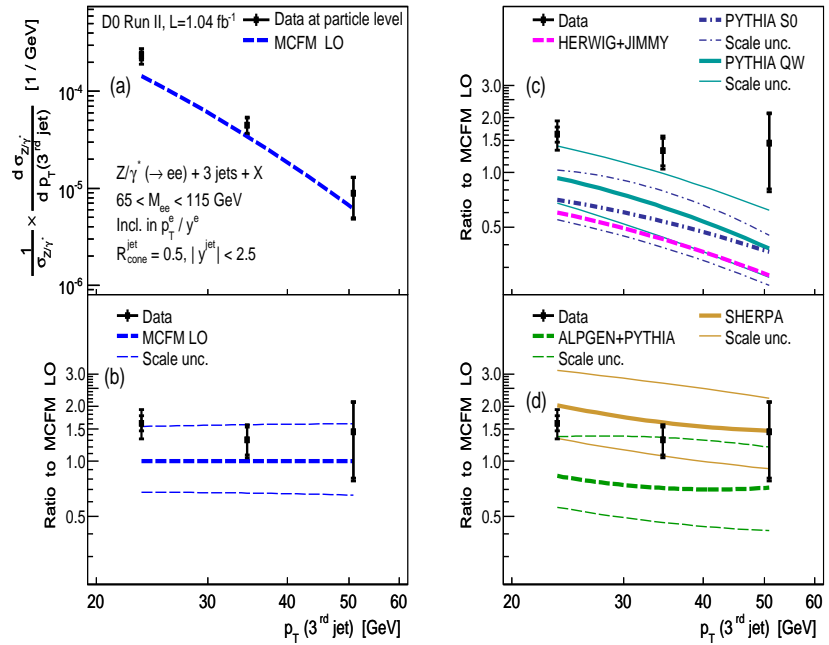 D0 Run II, L=1.04 fb⁻¹
Data at particle level
MCFM LO
(a)
1/σ_{Z/γ*} × dσ_{Z/γ*}/d p_T(3ʳᵈ jet) [1 / GeV]
10⁻⁴
10⁻⁵
10⁻⁶
Z/γ* (→ ee) + 3 jets + X
65 < M_ee < 115 GeV
Incl. in p_T^e / y^e
R_cone^jet = 0.5, | y^jet | < 2.5
Data
MCFM LO
Scale unc.
(b)
Ratio to MCFM LO
3.0
2.0
1.5
1.0
0.5
20 30 40 50 60
p_T (3ʳᵈ jet) [GeV]
Data
HERWIG+JIMMY
PYTHIA S0
Scale unc.
PYTHIA QW
Scale unc.
(c)
Ratio to MCFM LO
3.0
2.0
1.5
1.0
0.5
Data
ALPGEN+PYTHIA
Scale unc.
SHERPA
Scale unc.
(d)
Ratio to MCFM LO
3.0
2.0
1.5
1.0
0.5
20 30 40 50 60
p_T (3ʳᵈ jet) [GeV]